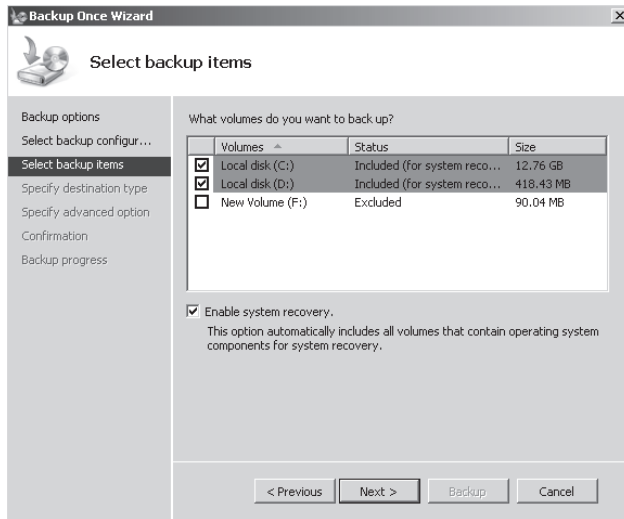 Backup Once Wizard
Select backup items
Backup options
Select backup configur...
Select backup items
Specify destination type
Specify advanced option
Confirmation
Backup progress
What volumes do you want to back up?
Volumes Status Size
Local disk (C:) Included (for system reco... 12.76 GB
Local disk (D:) Included (for system reco... 418.43 MB
New Volume (F:) Excluded 90.04 MB
Enable system recovery.
This option automatically includes all volumes that contain operating system
components for system recovery.
< Previous Next > Backup Cancel